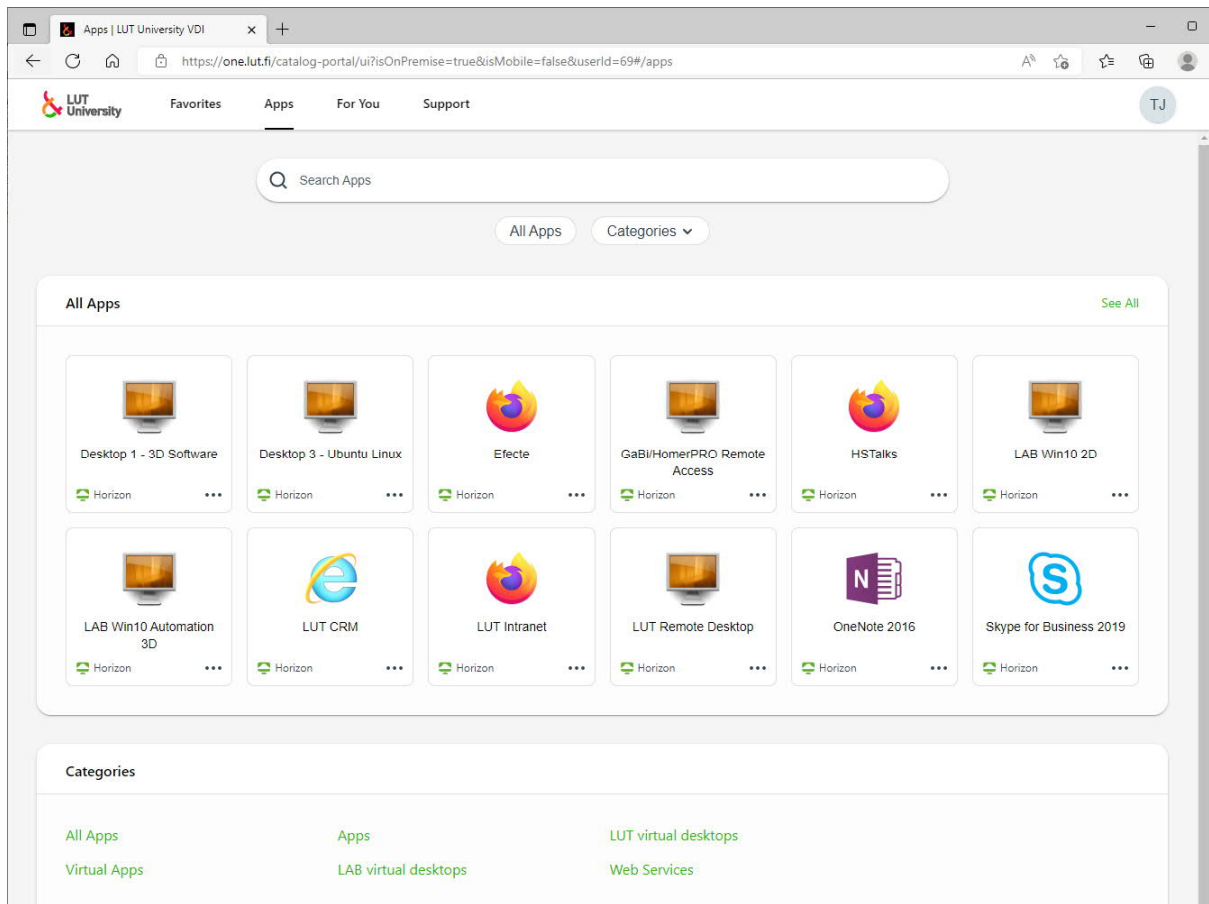 Apps | LUT University VDI
https://one.lut.fi/catalog-portal/ui?isOnPremise=true&isMobile=false&userId=69#/apps
LUT
University
Favorites Apps For You Support
TJ
Search Apps
All Apps Categories
All Apps See All
Desktop 1 - 3D Software
Horizon
Desktop 3 - Ubuntu Linux
Horizon
Efecte
Horizon
GaBi/HomerPRO Remote
Access
Horizon
HSTalks
Horizon
LAB Win10 2D
Horizon
LAB Win10 Automation
3D
Horizon
LUT CRM
Horizon
LUT Intranet
Horizon
LUT Remote Desktop
Horizon
N
OneNote 2016
Horizon
S
Skype for Business 2019
Horizon
Categories
All Apps Apps LUT virtual desktops
Virtual Apps LAB virtual desktops Web Services